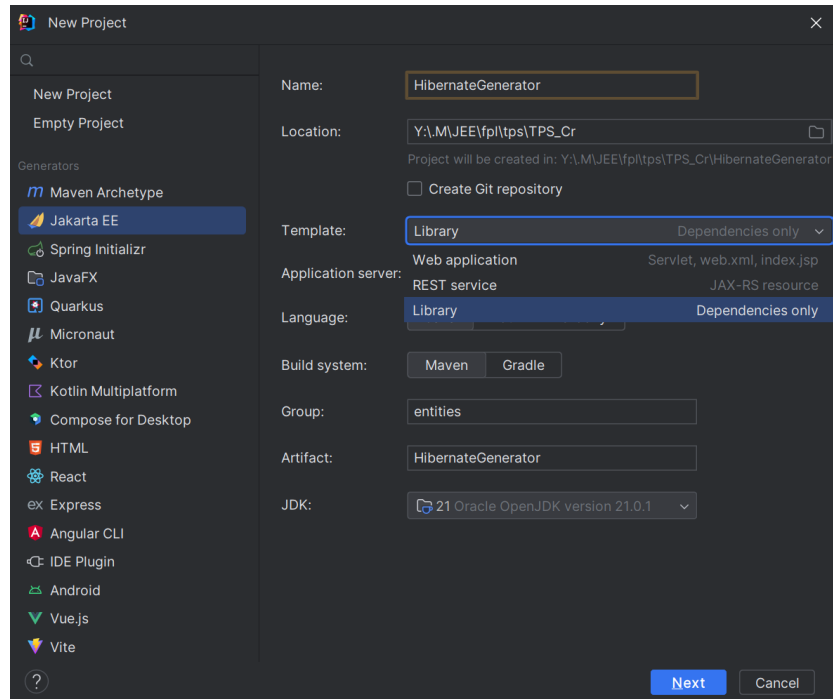 New Project
New Project
Empty Project
Generators
Maven Archetype
Jakarta EE
Spring Initializr
JavaFX
Quarkus
Micronaut
Ktor
Kotlin Multiplatform
Compose for Desktop
HTML
React
ex Express
Angular CLI
IDE Plugin
Android
Vue.js
Vite
Name: HibernateGenerator
Location: Y:\.M\JEE\fpl\tps\TPS_Cr
Project will be created in: Y:\.M\JEE\fpl\tps\TPS_Cr\HibernateGenerator
Create Git repository
Template: Library Dependencies only
Web application Servlet, web.xml, index.jsp
Application server:
REST service JAX-RS resource
Library Dependencies only
Language:
Build system: Maven Gradle
Group: entities
Artifact: HibernateGenerator
JDK: 21 Oracle OpenJDK version 21.0.1
? Next Cancel